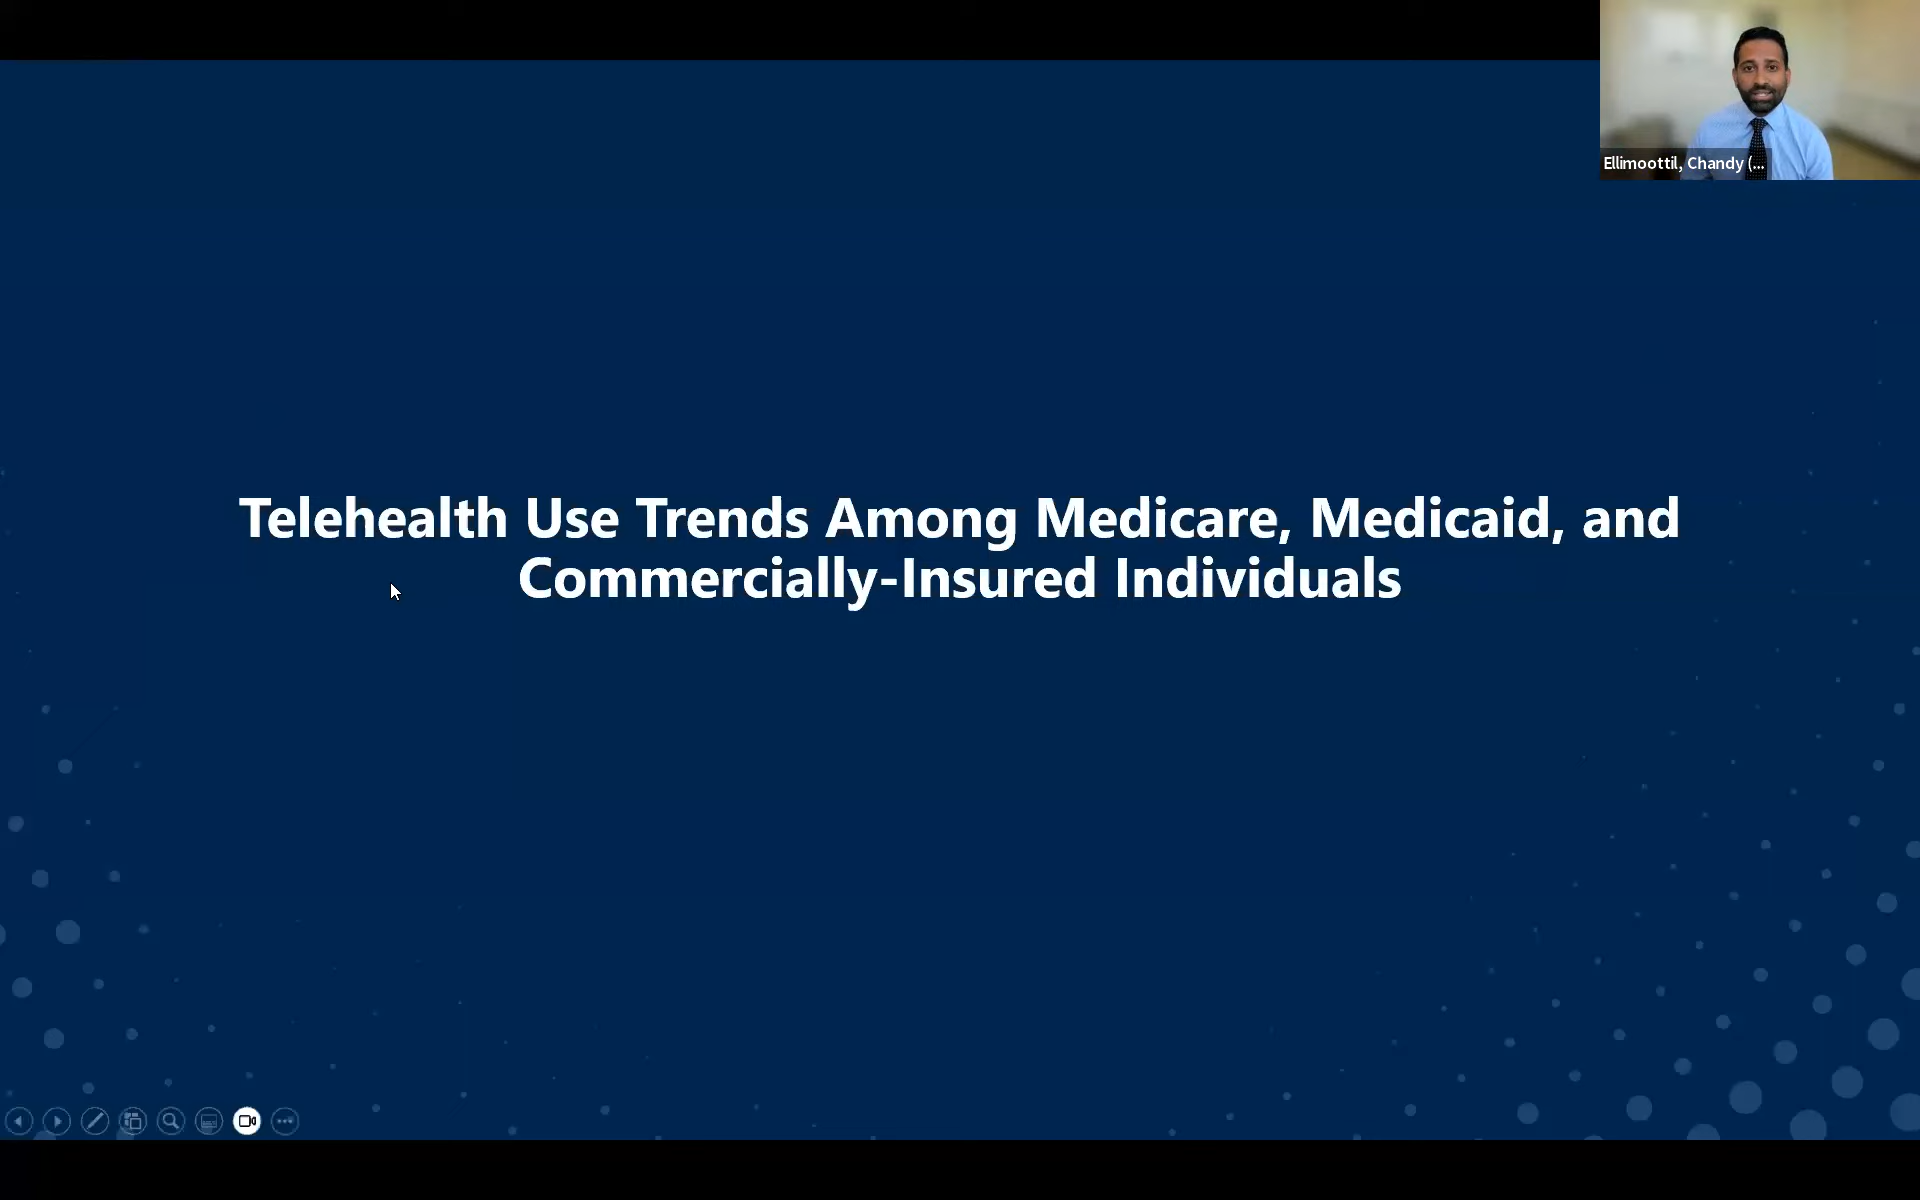 Ellimoottil, Chandy (...
Telehealth Use Trends Among Medicare, Medicaid, and
Commercially-Insured Individuals